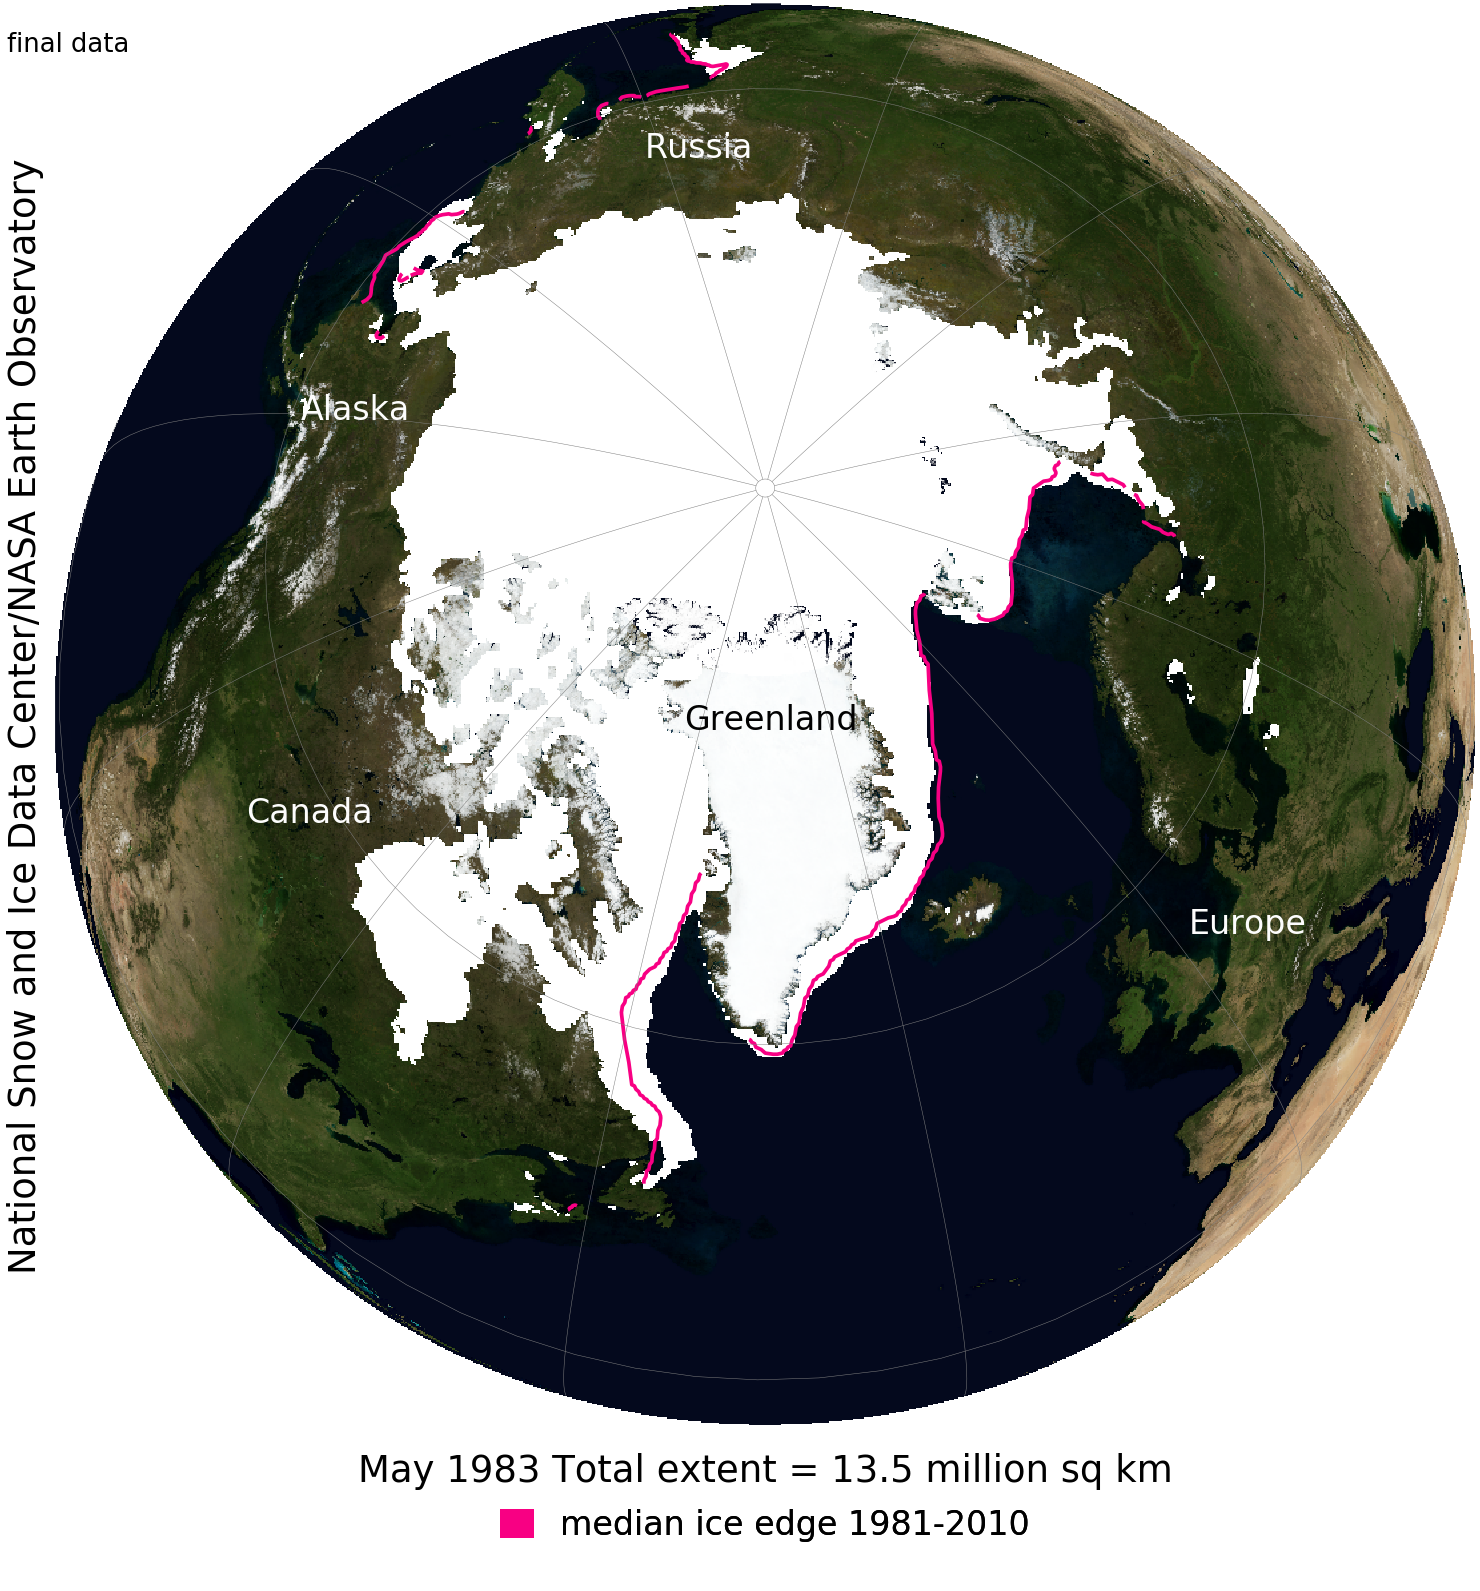 final data
National Snow and Ice Data Center/NASA Earth Observatory
Russia
Alaska
Greenland
Canada
Europe
May 1983 Total extent = 13.5 million sq km
median ice edge 1981-2010